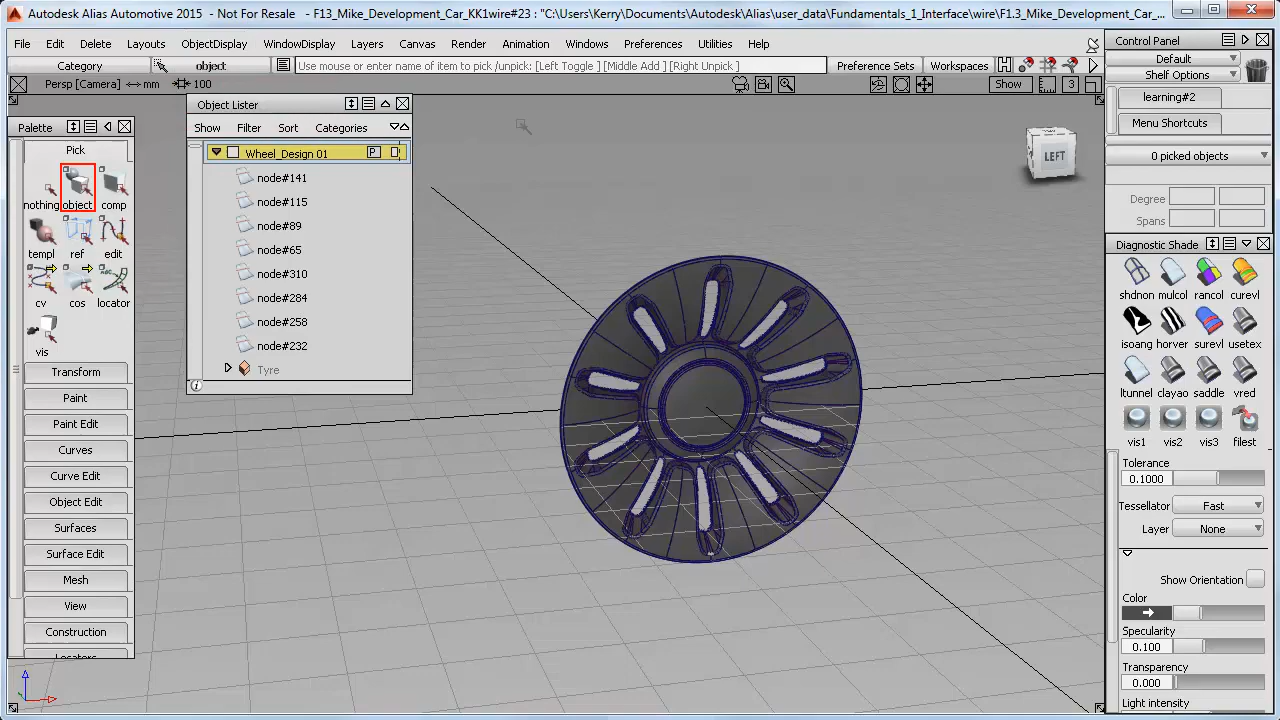 Autodesk Alias Automotive 2015 - Not For Resale - F13_Mike_Development_Car_KK1wire#23 : "C:\Users\Kerry\Documents\Autodesk\Alias\user_data\Fundamentals_1_Interface\wire\F1.3_Mike_Development_Car_...
File Edit Delete Layouts ObjectDisplay WindowDisplay Layers Canvas Render Animation Windows Preferences Utilities Help
Category object Use mouse or enter name of item to pick /unpick: [Left Toggle ] [Middle Add ] [Right Unpick ] Preference Sets Workspaces
Persp [Camera] mm 100 Show 3
Control Panel
Default
Shelf Options
learning#2
Menu Shortcuts
0 picked objects
Degree
Spans
Palette
Pick
nothing object comp
templ ref edit
cv cos locator
vis
Transform
Paint
Paint Edit
Curves
Curve Edit
Object Edit
Surfaces
Surface Edit
Mesh
View
Construction
Locators
Object Lister
Show Filter Sort Categories
Wheel_Design 01 P
node#141
node#115
node#89
node#65
node#310
node#284
node#258
node#232
Tyre
LEFT
Diagnostic Shade
shdnon mulcol rancol curevl
isoang horver surevl usetex
ltunnel clayao saddle vred
vis1 vis2 vis3 filest
Tolerance
0.1000
Tessellator Fast
Layer None
Show Orientation
Color
Specularity
0.100
Transparency
0.000
Light intensity